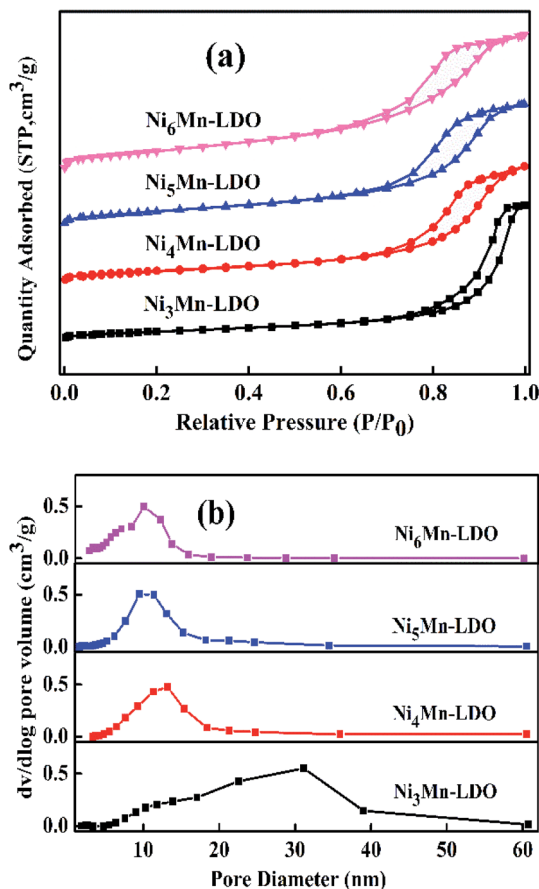 (a)
Quantity Adsorbed (STP,cm³/g)
Ni₆Mn-LDO
Ni₅Mn-LDO
Ni₄Mn-LDO
Ni₃Mn-LDO
0.0 0.2 0.4 0.6 0.8 1.0
Relative Pressure (P/P₀)
(b)
dv/dlog pore volume (cm³/g)
0.5
Ni₆Mn-LDO
0.0
0.5
Ni₅Mn-LDO
0.0
0.5
Ni₄Mn-LDO
0.0
0.5
Ni₃Mn-LDO
0.0
10 20 30 40 50 60
Pore Diameter (nm)